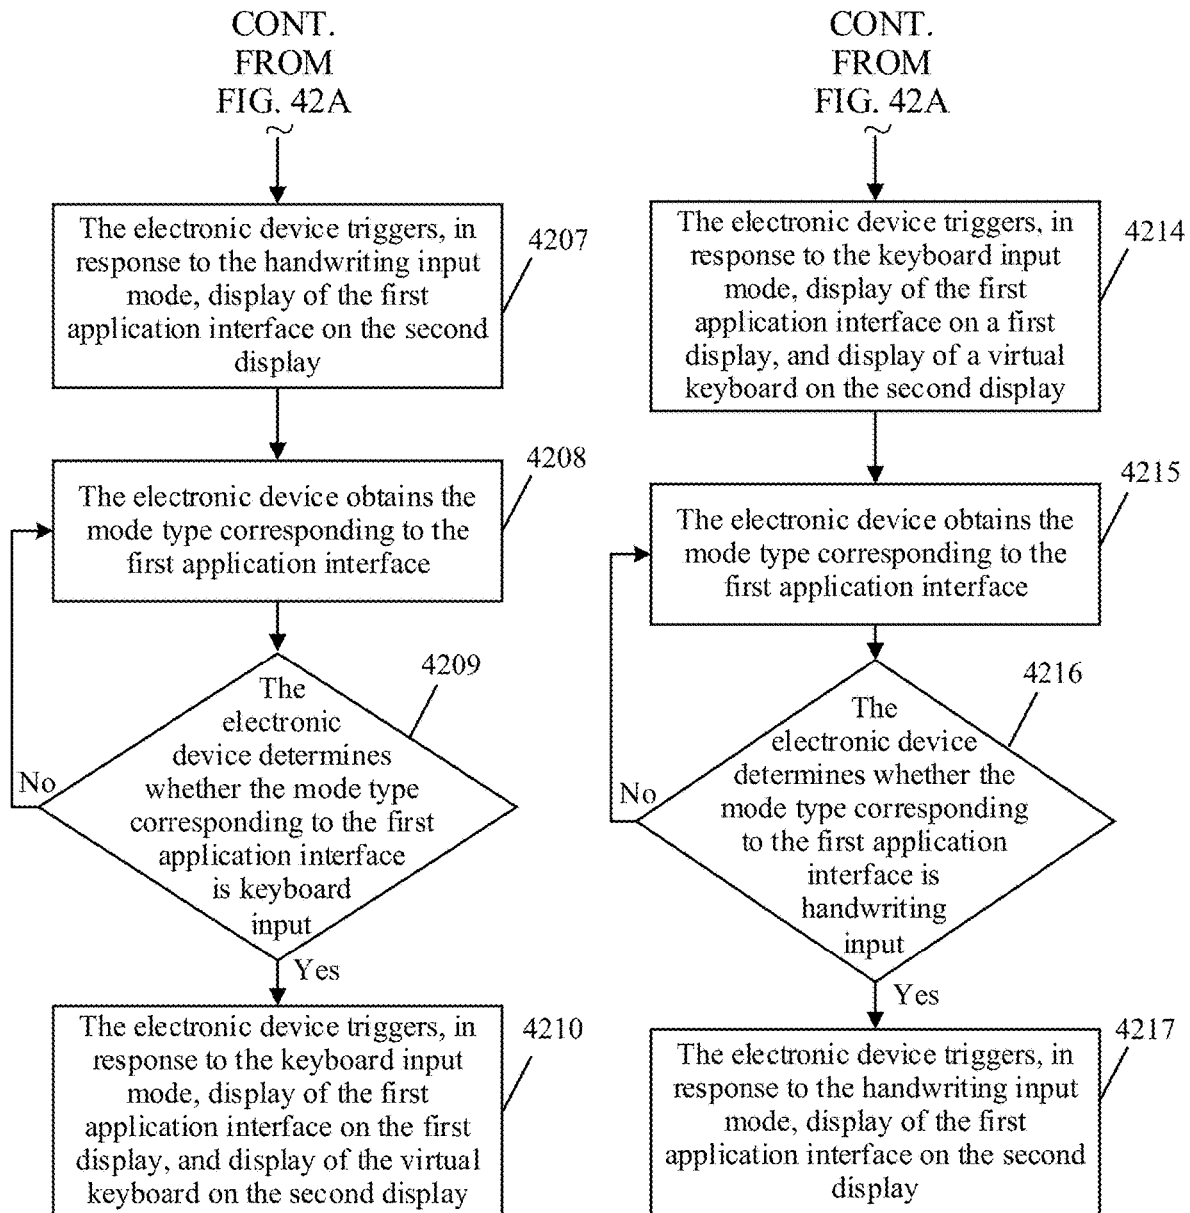 CONT.
FROM
FIG. 42A
The electronic device triggers, in
response to the handwriting input
mode, display of the first
application interface on the second
display
4207
The electronic device obtains the
mode type corresponding to the
first application interface
4208
The
electronic
device determines
whether the mode type
corresponding to the first
application interface
is keyboard
input
4209
No
Yes
The electronic device triggers, in
response to the keyboard input
mode, display of the first
application interface on the first
display, and display of the virtual
keyboard on the second display
4210
CONT.
FROM
FIG. 42A
The electronic device triggers, in
response to the keyboard input
mode, display of the first
application interface on a first
display, and display of a virtual
keyboard on the second display
4214
The electronic device obtains the
mode type corresponding to the
first application interface
4215
The
electronic device
determines whether the
mode type corresponding
to the first application
interface is
handwriting
input
4216
No
Yes
The electronic device triggers, in
response to the handwriting input
mode, display of the first
application interface on the second
display
4217